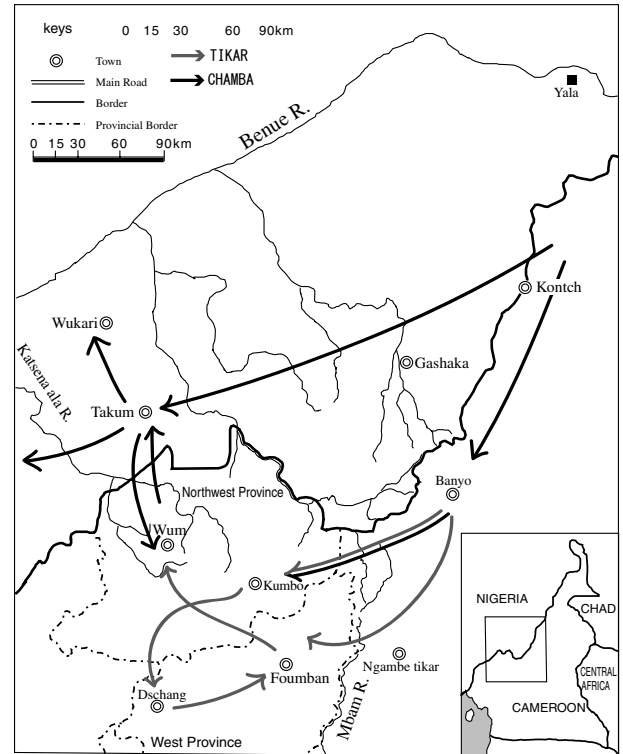 keys
0 15 30 60 90km
TIKAR
CHAMBA
Town
Main Road
Border
Provincial Border
0 15 30 60 90km
Benue R.
Yala
Kontch
Wukari
Gashaka
Katsena ala R.
Takum
Banyo
Northwest Province
Wum
Kumbo
Foumban
Ngambe tikar
Dschang
Mbam R.
West Province
NIGERIA
CHAD
CENTRAL
AFRICA
CAMEROON